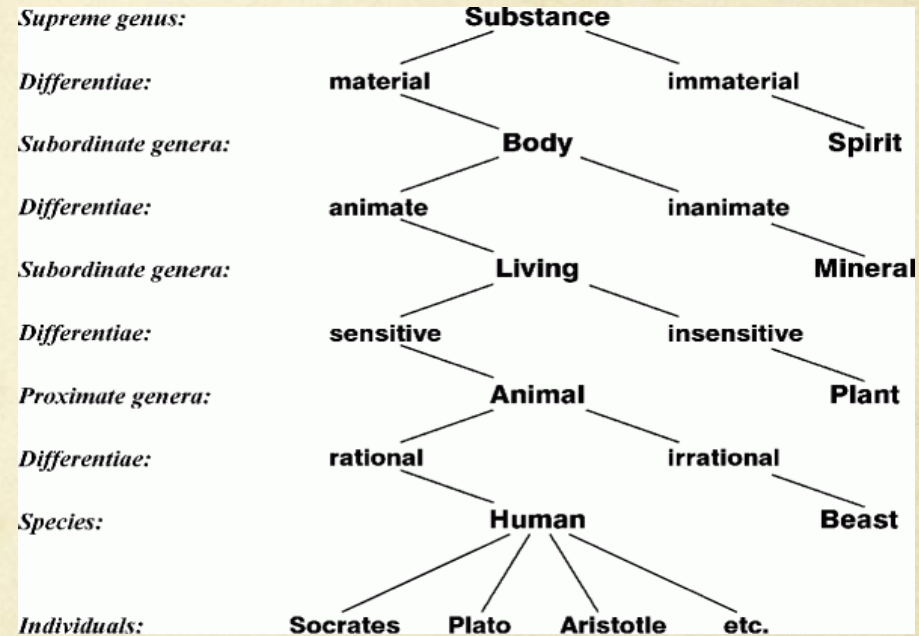 Supreme genus: Substance
Differentiae: material immaterial
Subordinate genera: Body Spirit
Differentiae: animate inanimate
Subordinate genera: Living Mineral
Differentiae: sensitive insensitive
Proximate genera: Animal Plant
Differentiae: rational irrational
Species: Human Beast
Individuals: Socrates Plato Aristotle etc.